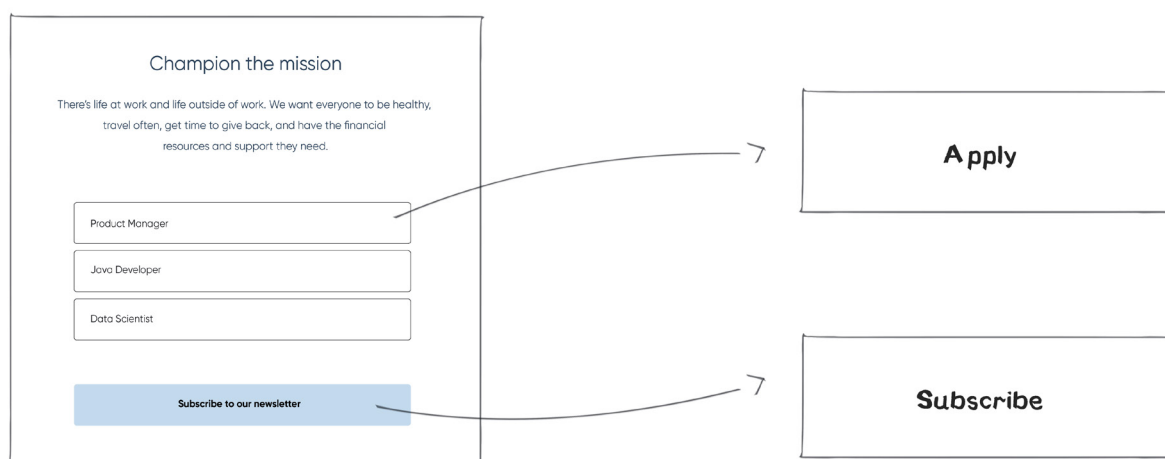 Champion the mission
There's life at work and life outside of work. We want everyone to be healthy,
travel often, get time to give back, and have the financial
resources and support they need.
Product Manager
Java Developer
Data Scientist
Subscribe to our newsletter
Apply
Subscribe